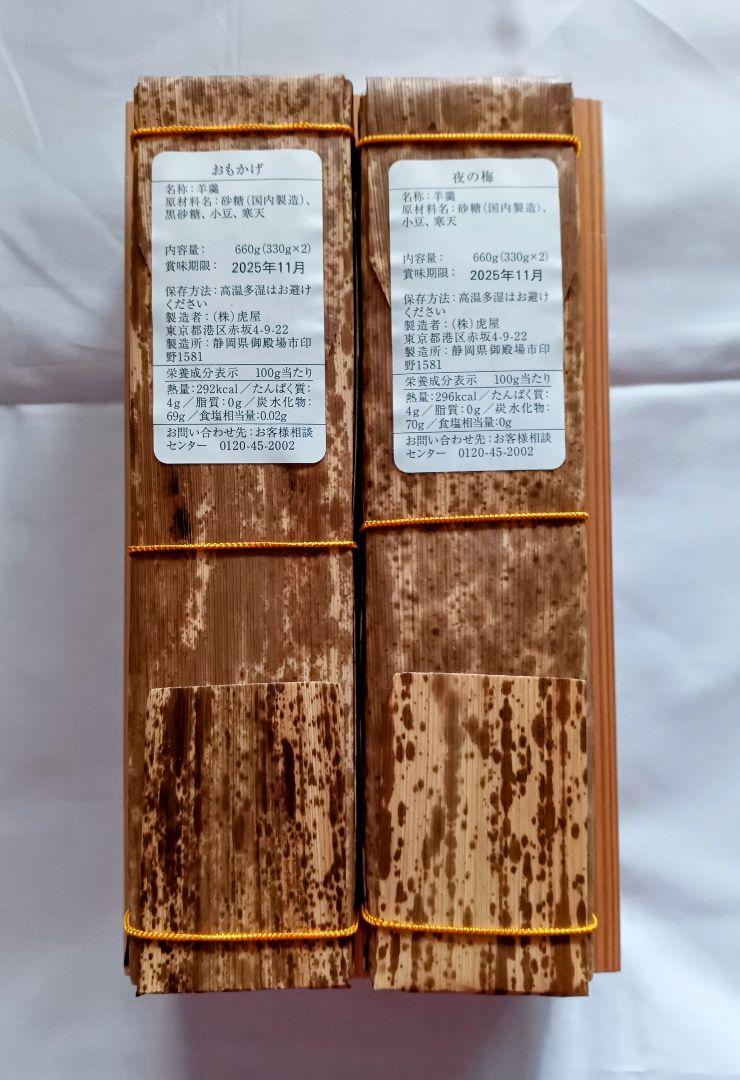 おもかげ
名称：羊羹
原材料名：砂糖（国内製造）、
黒砂糖、小豆、寒天
内容量： 660g（330g×2）
賞味期限： 2025年11月
保存方法：高温多湿はお避け
ください
製造者：（株）虎屋
東京都港区赤坂4-9-22
製造所：静岡県御殿場市印
野1581
栄養成分表示 100g当たり
熱量：292kcal／たんぱく質：
4g／脂質：0g／炭水化物：
69g／食塩相当量：0.02g
お問い合わせ先：お客様相談
センター 0120-45-2002
夜の梅
名称：羊羹
原材料名：砂糖（国内製造）、
小豆、寒天
内容量： 660g（330g×2）
賞味期限： 2025年11月
保存方法：高温多湿はお避け
ください
製造者：（株）虎屋
東京都港区赤坂4-9-22
製造所：静岡県御殿場市印
野1581
栄養成分表示 100g当たり
熱量：296kcal／たんぱく質：
4g／脂質：0g／炭水化物：
70g／食塩相当量：0g
お問い合わせ先：お客様相談
センター 0120-45-2002